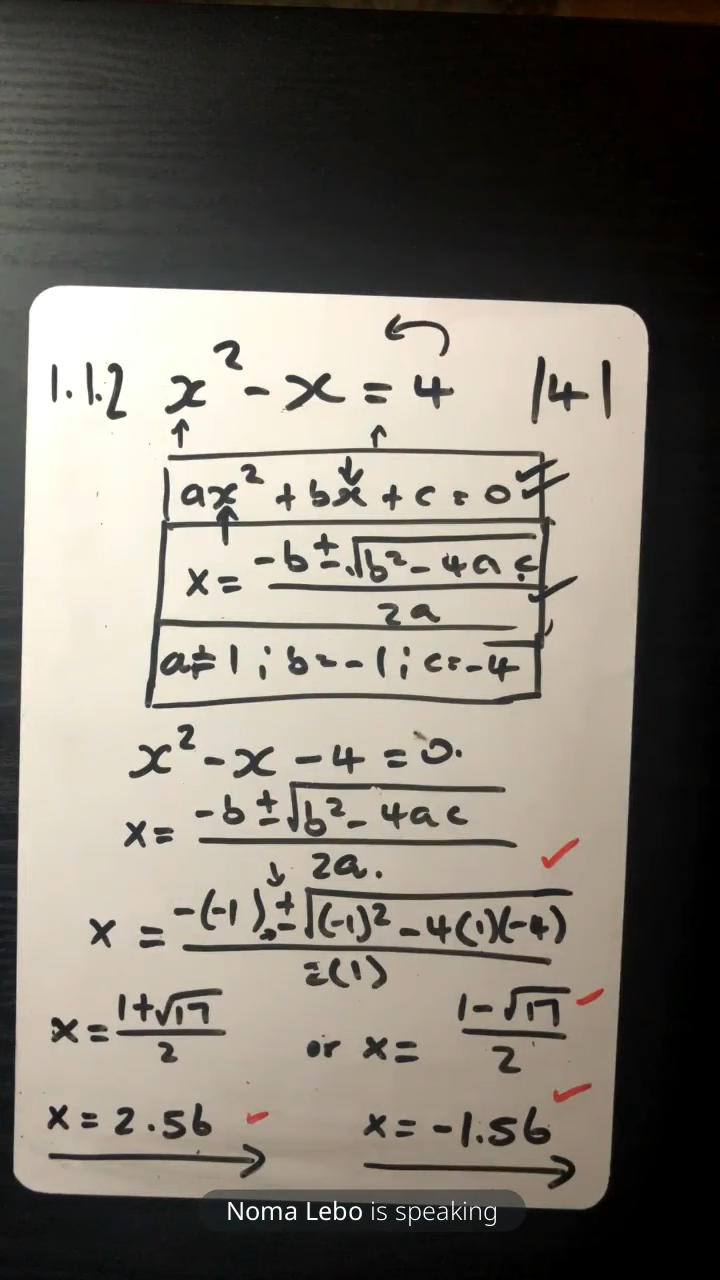 1.1.2 x² - x = 4 |4|
ax² + bx + c = 0
x = -b ± √b² - 4ac
2a
a = 1 ; b = -1 ; c = -4
x² - x - 4 = 0.
x = -b ± √b² - 4ac
2a.
x = -(-1) ± √(-1)² - 4(1)(-4)
2(1)
x = 1+√17 / 2 or x = 1-√17 / 2
x = 2.56 x = -1.56
Noma Lebo is speaking